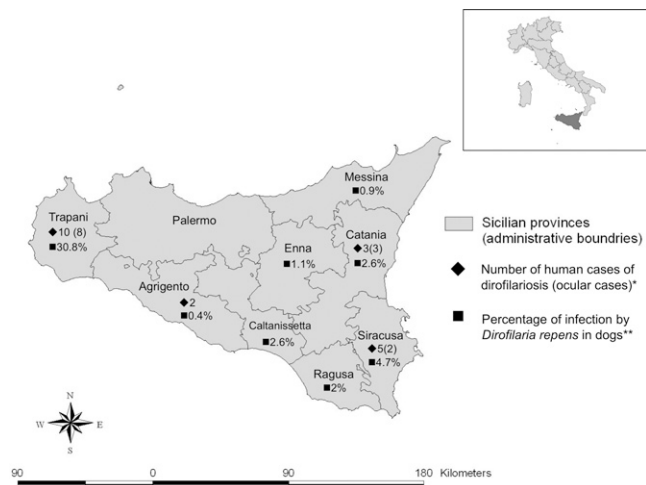 Messina
0.9%
Trapani
10 (8)
30.8%
Palermo
Catania
3(3)
2.6%
Enna
1.1%
Agrigento
2
0.4%
Caltanissetta
2.6%
Siracusa
5(2)
4.7%
Ragusa
2%
Sicilian provinces
(administrative boundries)
Number of human cases of
dirofilariosis (ocular cases)*
Percentage of infection by
Dirofilaria repens in dogs**
N
W E
S
90 0 90 180 Kilometers